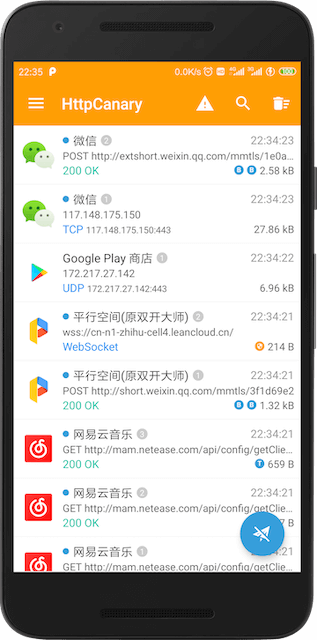 22:35 P 0.0K/s
HttpCanary
微信 2 22:34:23
POST http://extshort.weixin.qq.com/mmtls/1e0a…
200 OK B B 2.58 kB
微信 1 22:34:23
117.148.175.150
TCP 117.148.175.150:443 27.86 kB
Google Play 商店 1 22:34:22
172.217.27.142
UDP 172.217.27.142:443 6.96 kB
平行空间(原双开大师) 2 22:34:21
wss://cn-n1-zhihu-cell4.leancloud.cn/
WebSocket 214 B
平行空间(原双开大师) 1 22:34:21
POST http://short.weixin.qq.com/mmtls/3f1d69e2
200 OK B B 1.32 kB
网易云音乐 3 22:34:21
GET http://mam.netease.com/api/config/getClie…
200 OK T 659 B
网易云音乐 2 22:34:21
GET http://mam.netease.com/api/config/getClie…
200 OK B
网易云音乐 1 22:34:21
GET http://mam.netease.com/api/config/getClie…